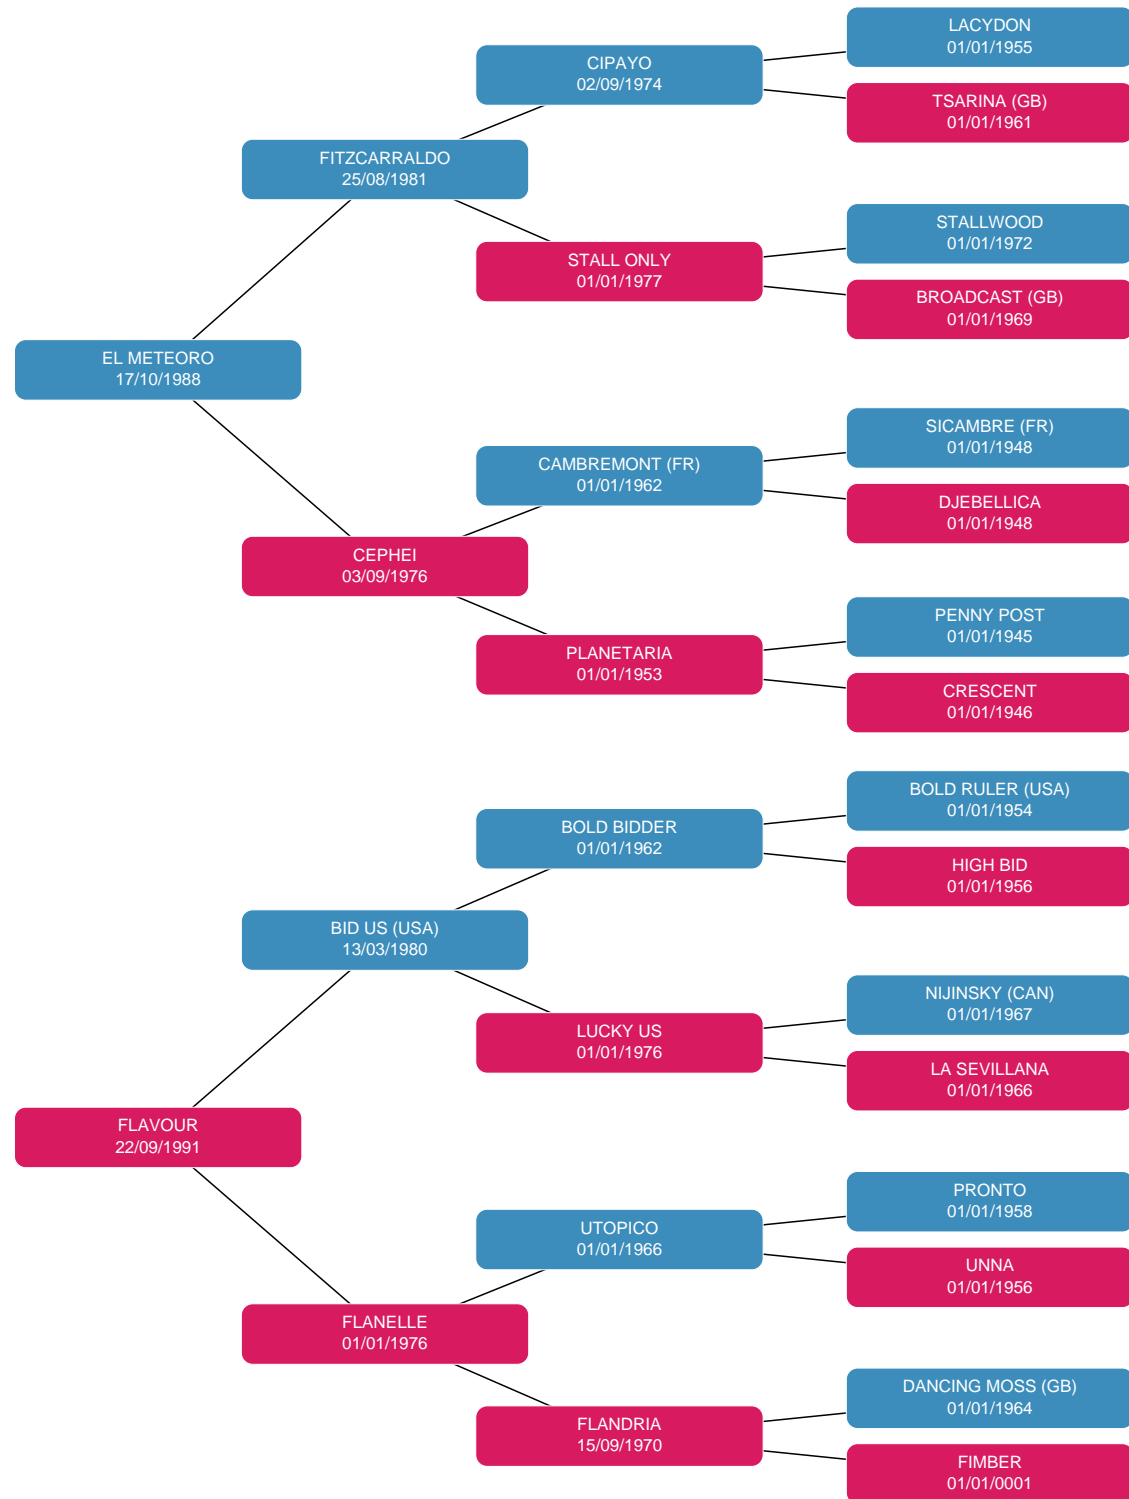 LACYDON
01/01/1955
CIPAYO
02/09/1974
TSARINA (GB)
01/01/1961
FITZCARRALDO
25/08/1981
STALLWOOD
01/01/1972
STALL ONLY
01/01/1977
BROADCAST (GB)
01/01/1969
EL METEORO
17/10/1988
SICAMBRE (FR)
01/01/1948
CAMBREMONT (FR)
01/01/1962
DJEBELLICA
01/01/1948
CEPHEI
03/09/1976
PENNY POST
01/01/1945
PLANETARIA
01/01/1953
CRESCENT
01/01/1946
BOLD RULER (USA)
01/01/1954
BOLD BIDDER
01/01/1962
HIGH BID
01/01/1956
BID US (USA)
13/03/1980
NIJINSKY (CAN)
01/01/1967
LUCKY US
01/01/1976
LA SEVILLANA
01/01/1966
FLAVOUR
22/09/1991
PRONTO
01/01/1958
UTOPICO
01/01/1966
UNNA
01/01/1956
FLANELLE
01/01/1976
DANCING MOSS (GB)
01/01/1964
FLANDRIA
15/09/1970
FIMBER
01/01/0001